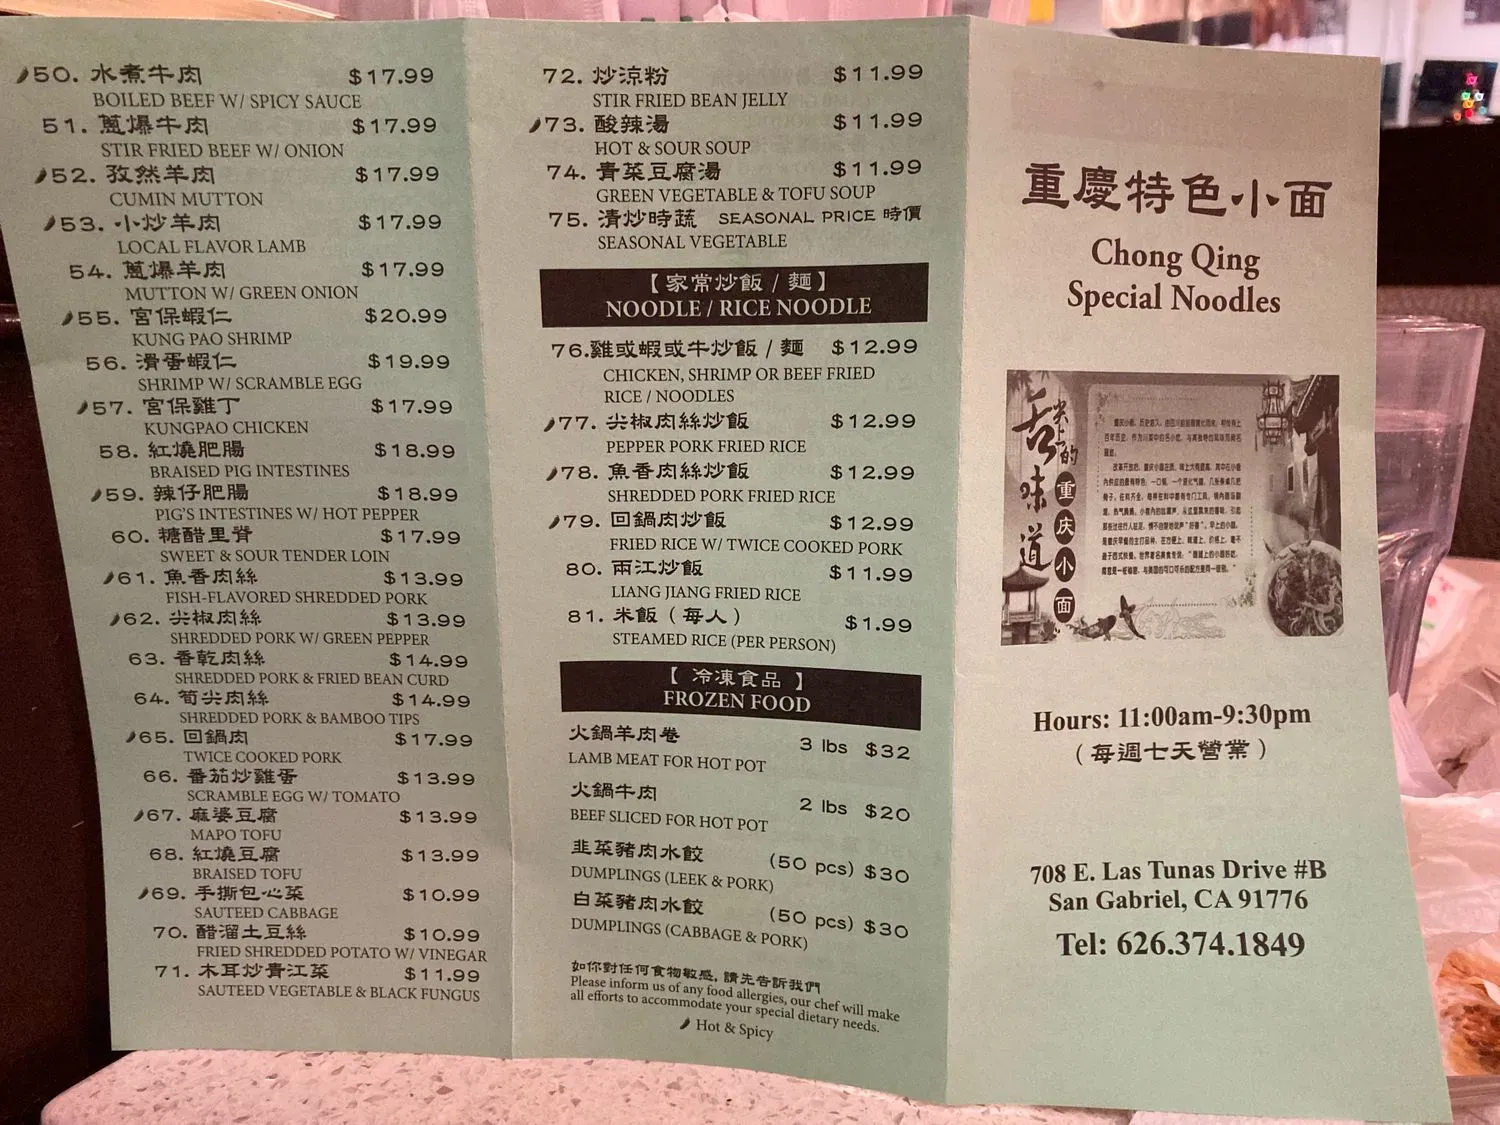 50. 水煮牛肉 $17.99
BOILED BEEF W/ SPICY SAUCE
51. 蔥爆牛肉 $17.99
STIR FRIED BEEF W/ ONION
52. 孜然羊肉 $17.99
CUMIN MUTTON
53. 小炒羊肉 $17.99
LOCAL FLAVOR LAMB
54. 蔥爆羊肉 $17.99
MUTTON W/ GREEN ONION
55. 宮保蝦仁 $20.99
KUNG PAO SHRIMP
56. 滑蛋蝦仁 $19.99
SHRIMP W/ SCRAMBLE EGG
57. 宮保雞丁 $17.99
KUNGPAO CHICKEN
58. 紅燒肥腸 $18.99
BRAISED PIG INTESTINES
59. 辣仔肥腸 $18.99
PIG'S INTESTINES W/ HOT PEPPER
60. 糖醋里脊 $17.99
SWEET & SOUR TENDER LOIN
61. 魚香肉絲 $13.99
FISH-FLAVORED SHREDDED PORK
62. 尖椒肉絲 $13.99
SHREDDED PORK W/ GREEN PEPPER
63. 香乾肉絲 $14.99
SHREDDED PORK & FRIED BEAN CURD
64. 筍尖肉絲 $14.99
SHREDDED PORK & BAMBOO TIPS
65. 回鍋肉 $17.99
TWICE COOKED PORK
66. 番茄炒雞蛋 $13.99
SCRAMBLE EGG W/ TOMATO
67. 麻婆豆腐 $13.99
MAPO TOFU
68. 紅燒豆腐 $13.99
BRAISED TOFU
69. 手撕包心菜 $10.99
SAUTEED CABBAGE
70. 醋溜土豆絲 $10.99
FRIED SHREDDED POTATO W/ VINEGAR
71. 木耳炒青江菜 $11.99
SAUTEED VEGETABLE & BLACK FUNGUS
72. 炒涼粉 $11.99
STIR FRIED BEAN JELLY
73. 酸辣湯 $11.99
HOT & SOUR SOUP
74. 青菜豆腐湯 $11.99
GREEN VEGETABLE & TOFU SOUP
75. 清炒時蔬 SEASONAL PRICE 時價
SEASONAL VEGETABLE
【家常炒飯 / 麵】
NOODLE / RICE NOODLE
76.雞或蝦或牛炒飯 / 麵 $12.99
CHICKEN, SHRIMP OR BEEF FRIED
RICE / NOODLES
77. 尖椒肉絲炒飯 $12.99
PEPPER PORK FRIED RICE
78. 魚香肉絲炒飯 $12.99
SHREDDED PORK FRIED RICE
79. 回鍋肉炒飯 $12.99
FRIED RICE W/ TWICE COOKED PORK
80. 兩江炒飯 $11.99
LIANG JIANG FRIED RICE
81. 米飯（每人） $1.99
STEAMED RICE (PER PERSON)
【 冷凍食品 】
FROZEN FOOD
火鍋羊肉卷 3 lbs $32
LAMB MEAT FOR HOT POT
火鍋牛肉 2 lbs $20
BEEF SLICED FOR HOT POT
韭菜豬肉水餃 (50 pcs) $30
DUMPLINGS (LEEK & PORK)
白菜豬肉水餃 (50 pcs) $30
DUMPLINGS (CABBAGE & PORK)
如你對任何食物敏感, 請先告訴我們
Please inform us of any food allergies, our chef will make
all efforts to accommodate your special dietary needs.
Hot & Spicy
重慶特色小面
Chong Qing
Special Noodles
舌尖上的
味道
重庆小面
Hours: 11:00am-9:30pm
（每週七天營業）
708 E. Las Tunas Drive #B
San Gabriel, CA 91776
Tel: 626.374.1849